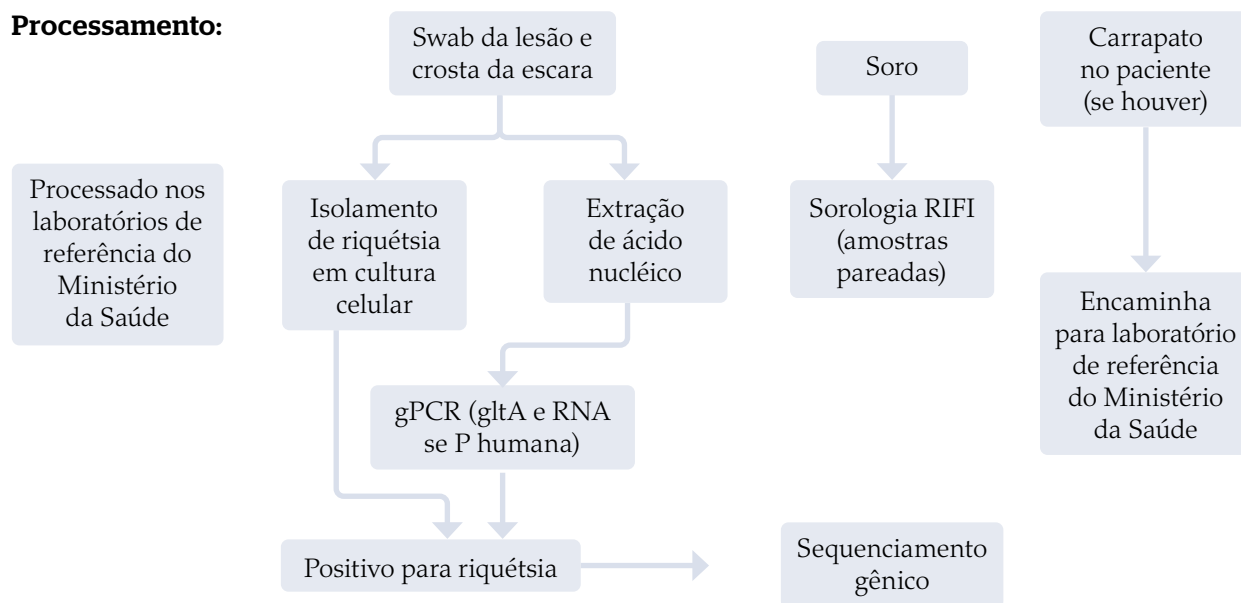 Processamento:
Swab da lesão e
crosta da escara
Soro
Carrapato
no paciente
(se houver)
Processado nos
laboratórios de
referência do
Ministério
da Saúde
Isolamento
de riquétsia
em cultura
celular
Extração
de ácido
nucléico
Sorologia RIFI
(amostras
pareadas)
Encaminha
para laboratório
de referência
do Ministério
da Saúde
gPCR (gltA e RNA
se P humana)
Positivo para riquétsia
Sequenciamento
gênico